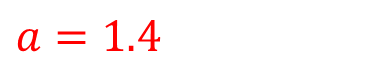 a = 1.4